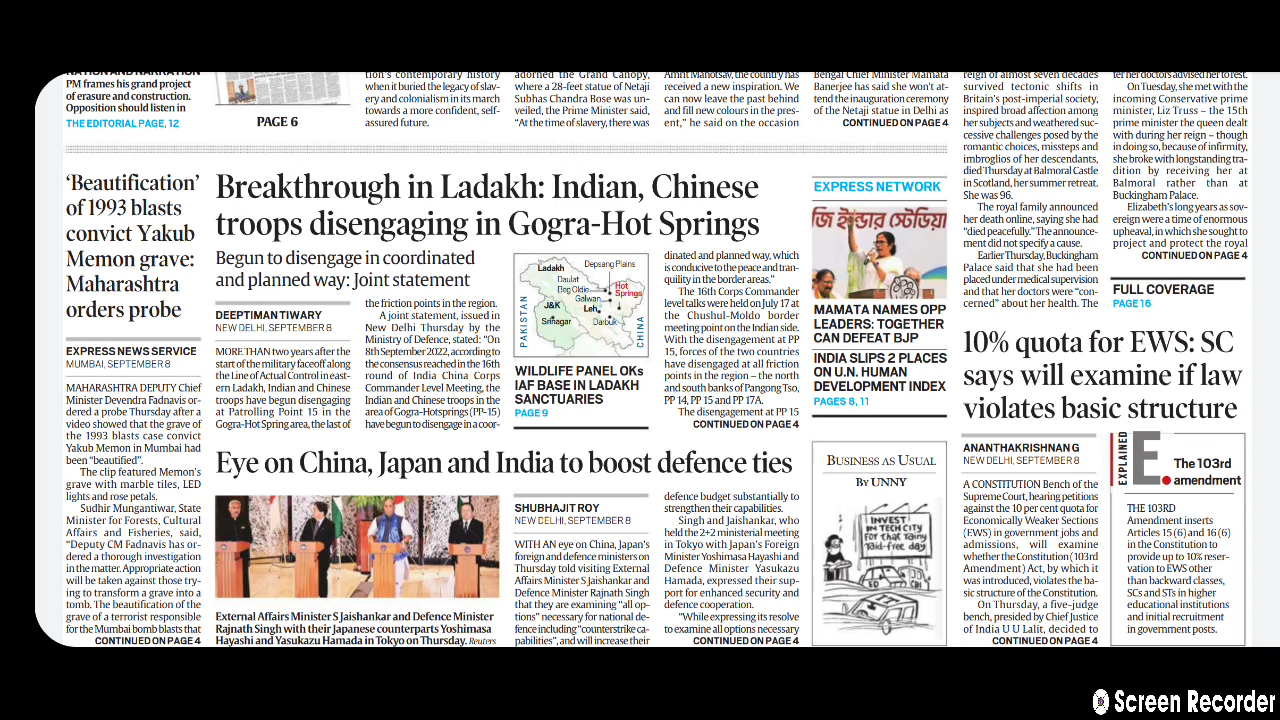 NATION AND NARRATION
PM frames his grand project
of erasure and construction.
Opposition should listen in
THE EDITORIAL PAGE, 12
PAGE 6
tion's contemporary history
when it buried the legacy of slav-
ery and colonialism in its march
towards a more confident, self-
assured future.
adorned the Grand Canopy,
where a 28-feet statue of Netaji
Subhas Chandra Bose was un-
veiled, the Prime Minister said,
“At the time of slavery, there was
Amrit Mahotsav, the country has
received a new inspiration. We
can now leave the past behind
and fill new colours in the pres-
ent,” he said on the occasion
Bengal Chief Minister Mamata
Banerjee has said she won't at-
tend the inauguration ceremony
of the Netaji statue in Delhi as
CONTINUED ON PAGE 4
reign of almost seven decades
survived tectonic shifts in
Britain's post-imperial society,
inspired broad affection among
her subjects and weathered suc-
cessive challenges posed by the
romantic choices, missteps and
imbroglios of her descendants,
died Thursday at Balmoral Castle
in Scotland, her summer retreat.
She was 96.
The royal family announced
her death online, saying she had
“died peacefully.” The announce-
ment did not specify a cause.
Earlier Thursday, Buckingham
Palace said that she had been
placed under medical supervision
and that her doctors were “con-
cerned” about her health. The
ter her doctors advised her to rest.
On Tuesday, she met with the
incoming Conservative prime
minister, Liz Truss – the 15th
prime minister the queen dealt
with during her reign – though
in doing so, because of infirmity,
she broke with longstanding tra-
dition by receiving her at
Balmoral rather than at
Buckingham Palace.
Elizabeth's long years as sov-
ereign were a time of enormous
upheaval, in which she sought to
project and protect the royal
CONTINUED ON PAGE 4
FULL COVERAGE
PAGE 16
‘Beautification’
of 1993 blasts
convict Yakub
Memon grave:
Maharashtra
orders probe
EXPRESS NEWS SERVICE
MUMBAI, SEPTEMBER 8
MAHARASHTRA DEPUTY Chief
Minister Devendra Fadnavis or-
dered a probe Thursday after a
video showed that the grave of
the 1993 blasts case convict
Yakub Memon in Mumbai had
been “beautified”.
The clip featured Memon's
grave with marble tiles, LED
lights and rose petals.
Sudhir Mungantiwar, State
Minister for Forests, Cultural
Affairs and Fisheries, said,
“Deputy CM Fadnavis has or-
dered a thorough investigation
in the matter. Appropriate action
will be taken against those try-
ing to transform a grave into a
tomb. The beautification of the
grave of a terrorist responsible
for the Mumbai bomb blasts that
CONTINUED ON PAGE 4
Breakthrough in Ladakh: Indian, Chinese
troops disengaging in Gogra-Hot Springs
Begun to disengage in coordinated
and planned way: Joint statement
DEEPTIMAN TIWARY
NEW DELHI, SEPTEMBER 8
MORE THAN two years after the
start of the military faceoff along
the Line of Actual Control in east-
ern Ladakh, Indian and Chinese
troops have begun disengaging
at Patrolling Point 15 in the
Gogra-Hot Spring area, the last of
the friction points in the region.
A joint statement, issued in
New Delhi Thursday by the
Ministry of Defence, stated: “On
8th September 2022, according to
the consensus reached in the 16th
round of India China Corps
Commander Level Meeting, the
Indian and Chinese troops in the
area of Gogra-Hotsprings (PP-15)
have begun to disengage in a coor-
Ladakh
Depsang Plains
Daulat
Beg Oldie
Hot
Springs
Galwan
J&K
Leh
Srinagar
Darbuk
PAKISTAN
CHINA
WILDLIFE PANEL OKs
IAF BASE IN LADAKH
SANCTUARIES
PAGE 9
dinated and planned way, which
is conducive to the peace and tran-
quility in the border areas.”
The 16th Corps Commander
level talks were held on July 17 at
the Chushul-Moldo border
meeting point on the Indian side.
With the disengagement at PP
15, forces of the two countries
have disengaged at all friction
points in the region – the north
and south banks of Pangong Tso,
PP 14, PP 15 and PP 17A.
The disengagement at PP 15
CONTINUED ON PAGE 4
EXPRESS NETWORK
জি ইন্ডোর স্টেডিয়া
MAMATA NAMES OPP
LEADERS: TOGETHER
CAN DEFEAT BJP
INDIA SLIPS 2 PLACES
ON U.N. HUMAN
DEVELOPMENT INDEX
PAGES 8, 11
Eye on China, Japan and India to boost defence ties
External Affairs Minister S Jaishankar and Defence Minister
Rajnath Singh with their Japanese counterparts Yoshimasa
Hayashi and Yasukazu Hamada in Tokyo on Thursday. Reuters
SHUBHAJIT ROY
NEW DELHI, SEPTEMBER 8
WITH AN eye on China, Japan's
foreign and defence ministers on
Thursday told visiting External
Affairs Minister S Jaishankar and
Defence Minister Rajnath Singh
that they are examining “all op-
tions” necessary for national de-
fence including “counterstrike ca-
pabilities”, and will increase their
defence budget substantially to
strengthen their capabilities.
Singh and Jaishankar, who
held the 2+2 ministerial meeting
in Tokyo with Japan's Foreign
Minister Yoshimasa Hayashi and
Defence Minister Yasukazu
Hamada, expressed their sup-
port for enhanced security and
defence cooperation.
“While expressing its resolve
to examine all options necessary
CONTINUED ON PAGE 4
BUSINESS AS USUAL
BY UNNY
INVEST
IN TECH CITY
FOR that rainy
raid-free day
ED
CBI
10% quota for EWS: SC
says will examine if law
violates basic structure
ANANTHAKRISHNAN G
NEW DELHI, SEPTEMBER 8
A CONSTITUTION Bench of the
Supreme Court, hearing petitions
against the 10 per cent quota for
Economically Weaker Sections
(EWS) in government jobs and
admissions, will examine
whether the Constitution (103rd
Amendment) Act, by which it
was introduced, violates the ba-
sic structure of the Constitution.
On Thursday, a five-judge
bench, presided by Chief Justice
of India U U Lalit, decided to
CONTINUED ON PAGE 4
EXPLAINED
E.
The 103rd
amendment
THE 103RD
Amendment inserts
Articles 15 (6) and 16 (6)
in the Constitution to
provide up to 10% reser-
vation to EWS other
than backward classes,
SCs and STs in higher
educational institutions
and initial recruitment
in government posts.
Screen Recorder